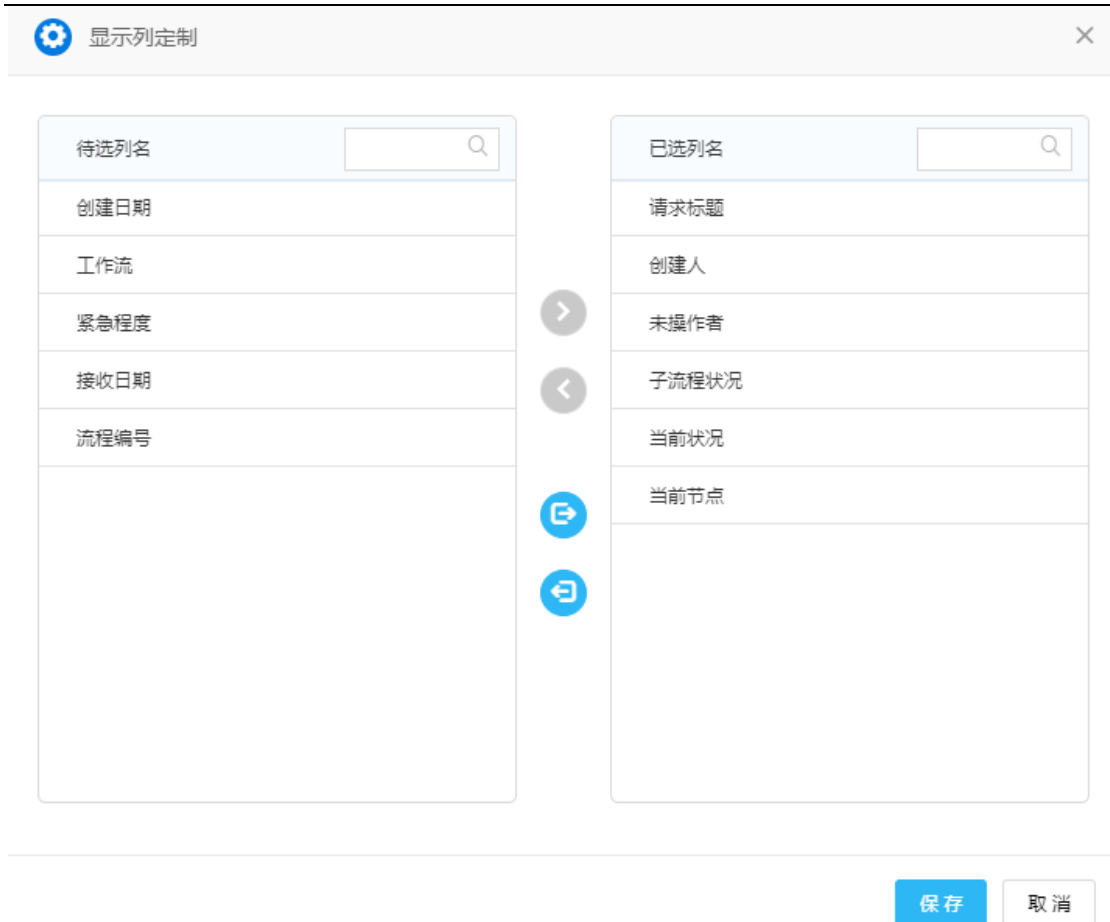 显示列定制
待选列名
创建日期
工作流
紧急程度
接收日期
流程编号
已选列名
请求标题
创建人
未操作者
子流程状况
当前状况
当前节点
保存
取消